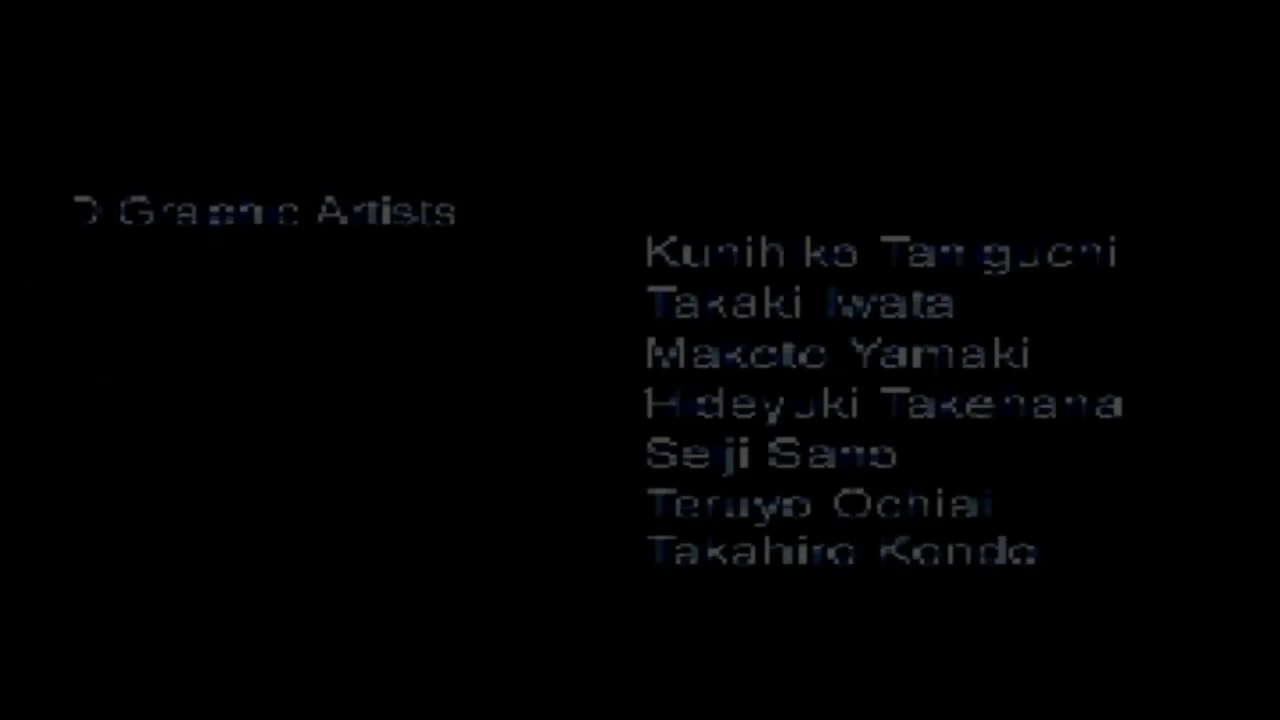 D Graphic Artists
Kunihiko Taniguchi
Takaki Iwata
Makoto Yamaki
Hideyuki Takehana
Seiji Sano
Teruyo Ochiai
Takahiro Kondo